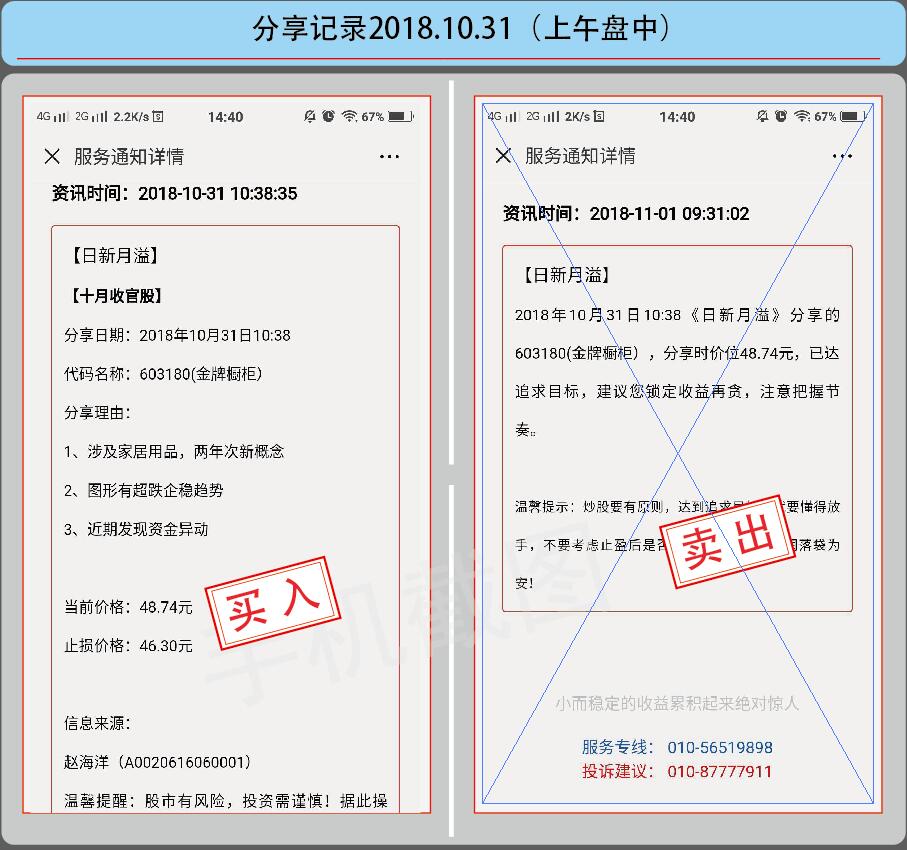 分享记录2018.10.31（上午盘中）
4G 2G 2.2K/s 14:40 67%
服务通知详情
资讯时间：2018-10-31 10:38:35
【日新月溢】
【十月收官股】
分享日期：2018年10月31日10:38
代码名称：603180(金牌橱柜）
分享理由：
1、涉及家居用品，两年次新概念
2、图形有超跌企稳趋势
3、近期发现资金异动
当前价格：48.74元
止损价格：46.30元
买入
信息来源：
赵海洋（A0020616060001）
温馨提醒：股市有风险，投资需谨慎！据此操
4G 2G 2K/s 14:40 67%
服务通知详情
资讯时间：2018-11-01 09:31:02
【日新月溢】
2018年10月31日10:38《日新月溢》分享的
603180(金牌橱柜），分享时价位48.74元，已达
追求目标，建议您锁定收益再贪，注意把握节
奏。
温馨提示：炒股要有原则，达到追求 要懂得放
手，不要考虑止盈后是否 落袋为
安！
卖出
手机截图
小而稳定的收益累积起来绝对惊人
服务专线： 010-56519898
投诉建议： 010-87777911